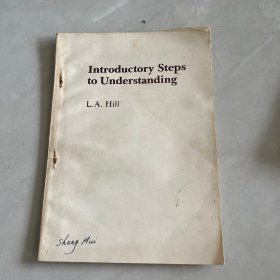 Introductory Steps
to Understanding
L.A. Hill
Sheng Hui